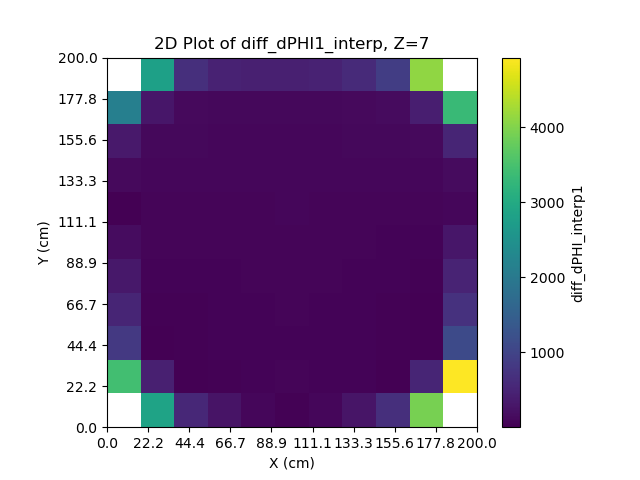 2D Plot of diff_dPHI1_interp, Z=7
200.0
177.8
155.6
133.3
111.1
88.9
66.7
44.4
22.2
0.0
Y (cm)
0.0 22.2 44.4 66.7 88.9 111.1 133.3 155.6 177.8 200.0
X (cm)
4000
3000
2000
1000
diff_dPHI_interp1